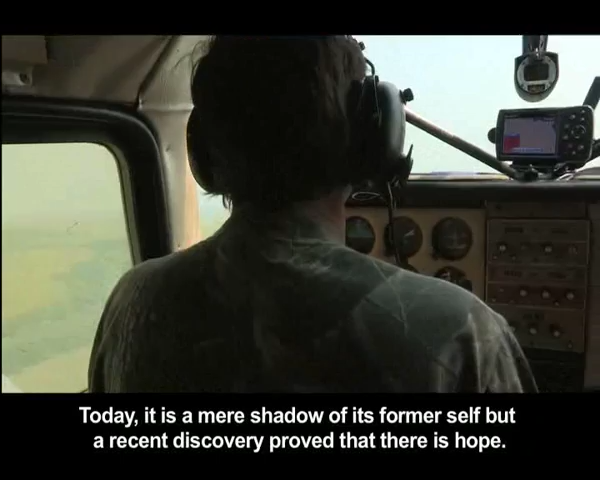 Today, it is a mere shadow of its former self but
a recent discovery proved that there is hope.